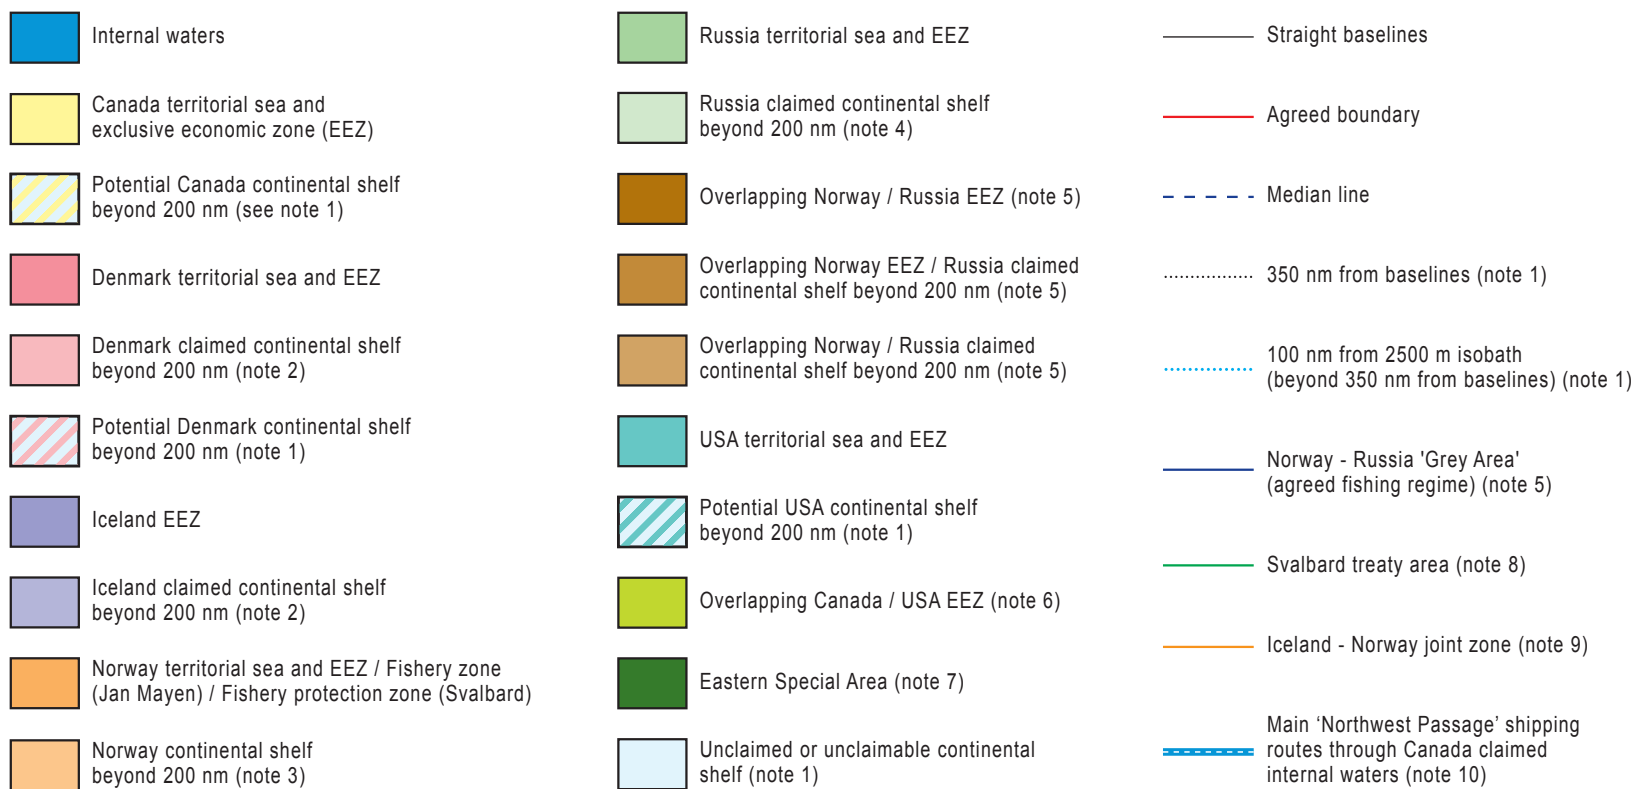 Internal waters
Canada territorial sea and
exclusive economic zone (EEZ)
Potential Canada continental shelf
beyond 200 nm (see note 1)
Denmark territorial sea and EEZ
Denmark claimed continental shelf
beyond 200 nm (note 2)
Potential Denmark continental shelf
beyond 200 nm (note 1)
Iceland EEZ
Iceland claimed continental shelf
beyond 200 nm (note 2)
Norway territorial sea and EEZ / Fishery zone
(Jan Mayen) / Fishery protection zone (Svalbard)
Norway continental shelf
beyond 200 nm (note 3)
Russia territorial sea and EEZ
Russia claimed continental shelf
beyond 200 nm (note 4)
Overlapping Norway / Russia EEZ (note 5)
Overlapping Norway EEZ / Russia claimed
continental shelf beyond 200 nm (note 5)
Overlapping Norway / Russia claimed
continental shelf beyond 200 nm (note 5)
USA territorial sea and EEZ
Potential USA continental shelf
beyond 200 nm (note 1)
Overlapping Canada / USA EEZ (note 6)
Eastern Special Area (note 7)
Unclaimed or unclaimable continental
shelf (note 1)
Straight baselines
Agreed boundary
Median line
350 nm from baselines (note 1)
100 nm from 2500 m isobath
(beyond 350 nm from baselines) (note 1)
Norway - Russia 'Grey Area'
(agreed fishing regime) (note 5)
Svalbard treaty area (note 8)
Iceland - Norway joint zone (note 9)
Main ‘Northwest Passage’ shipping
routes through Canada claimed
internal waters (note 10)